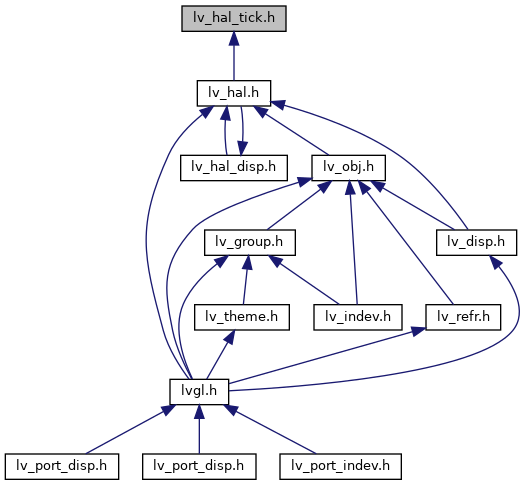 lv_hal_tick.h
lv_hal.h
lv_hal_disp.h
lv_obj.h
lv_group.h
lv_disp.h
lv_theme.h
lv_indev.h
lv_refr.h
lvgl.h
lv_port_disp.h
lv_port_disp.h
lv_port_indev.h